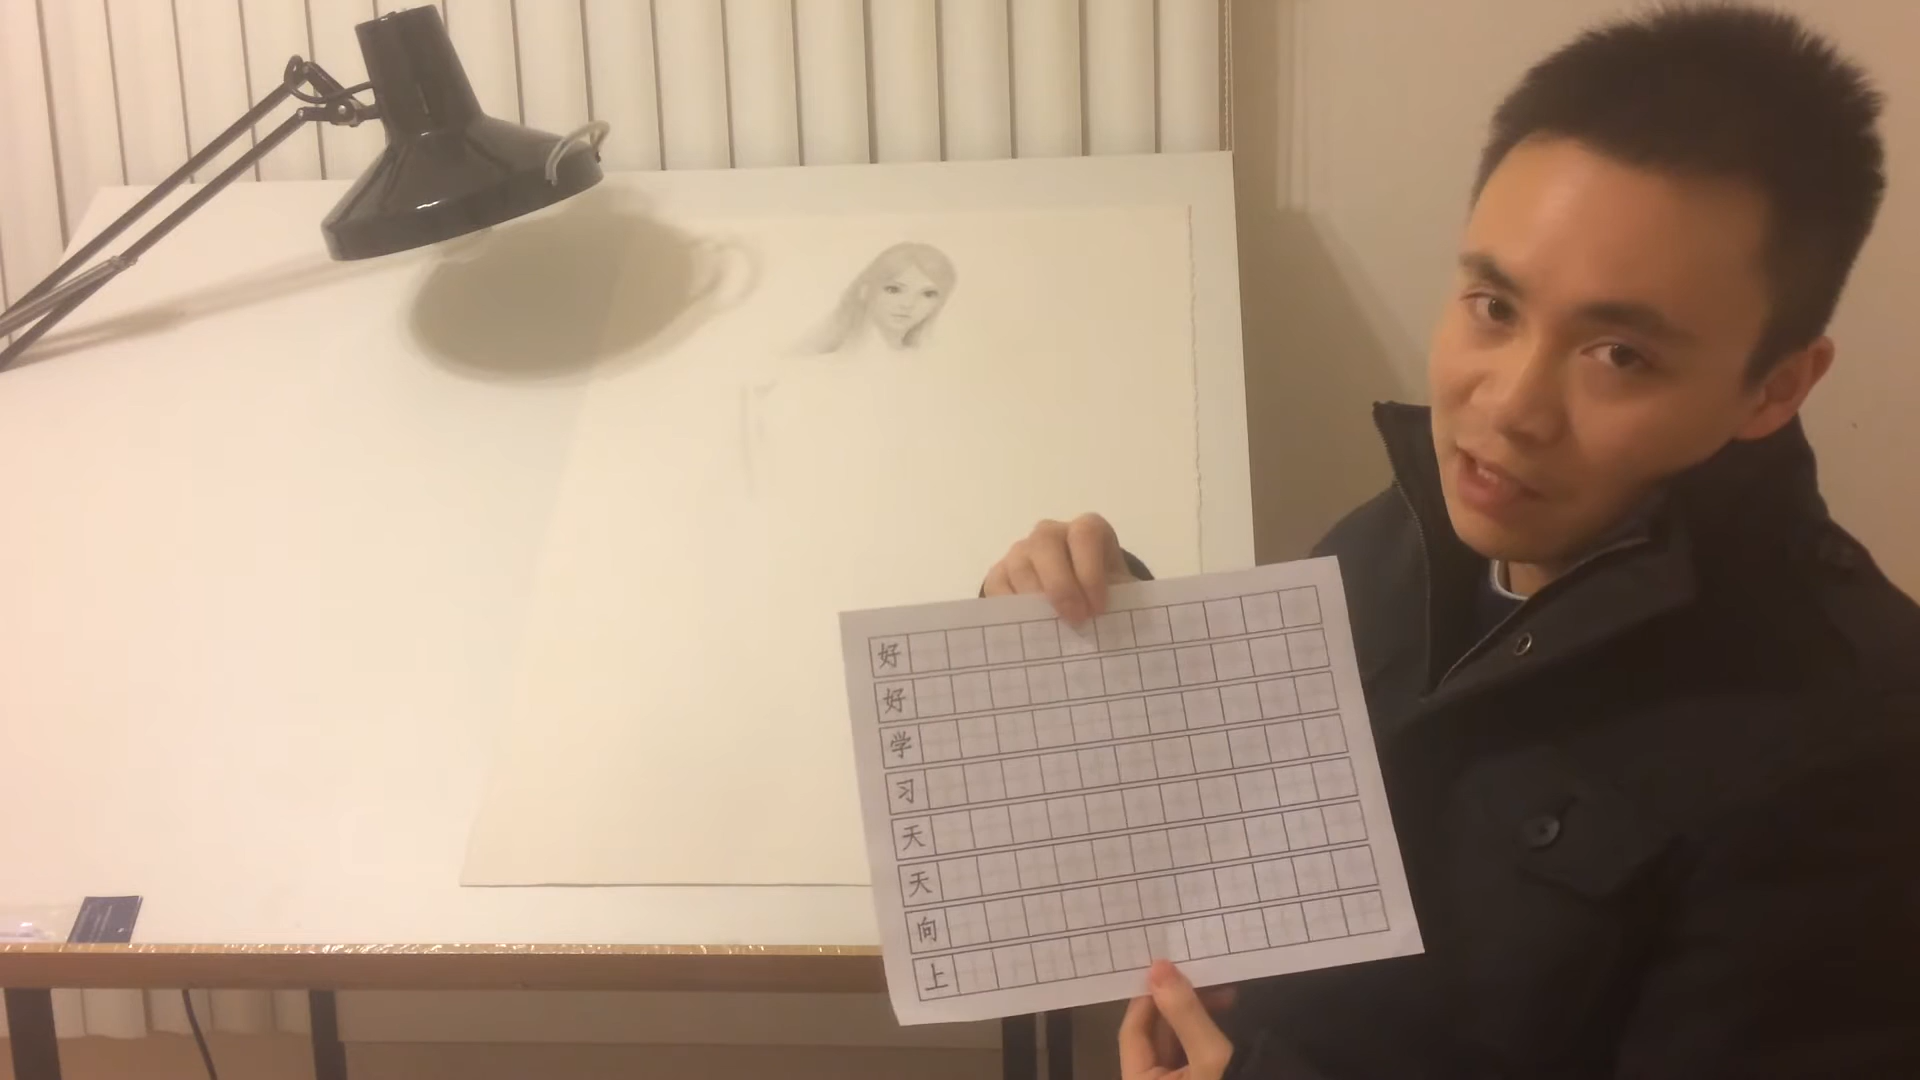 好
好
学
习
天
天
向
上